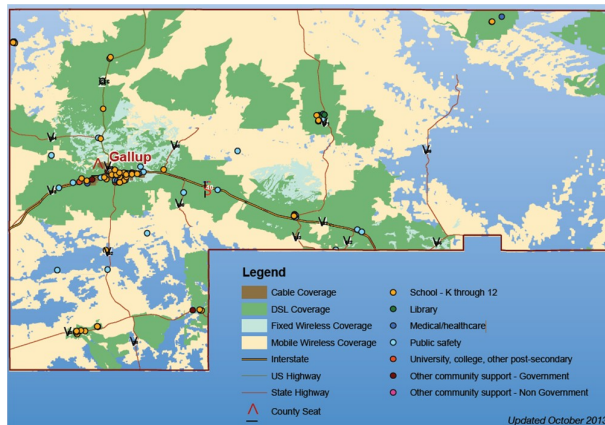 Gallup
Legend
Cable Coverage
DSL Coverage
Fixed Wireless Coverage
Mobile Wireless Coverage
Interstate
US Highway
State Highway
County Seat
School - K through 12
Library
Medical/healthcare
Public safety
University, college, other post-secondary
Other community support - Government
Other community support - Non Government
Updated October 2013